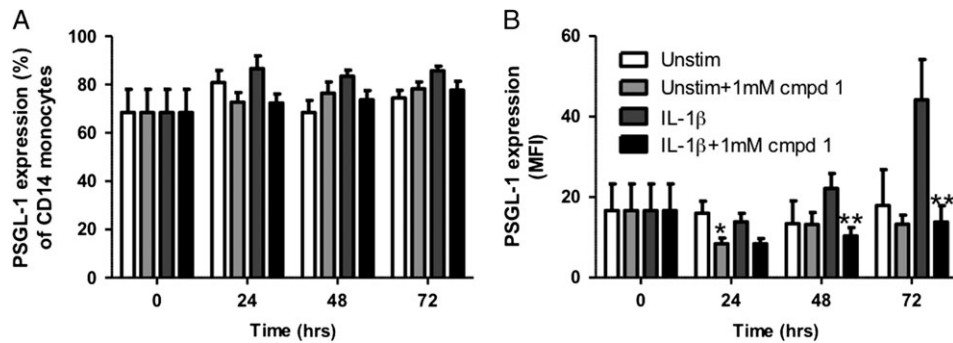 A
PSGL-1 expression (%)
of CD14 monocytes
100
80
60
40
20
0
0 24 48 72
Time (hrs)
B
PSGL-1 expression
(MFI)
60
40
20
0
Unstim
Unstim+1mM cmpd 1
IL-1β
IL-1β+1mM cmpd 1
*
**
**
0 24 48 72
Time (hrs)